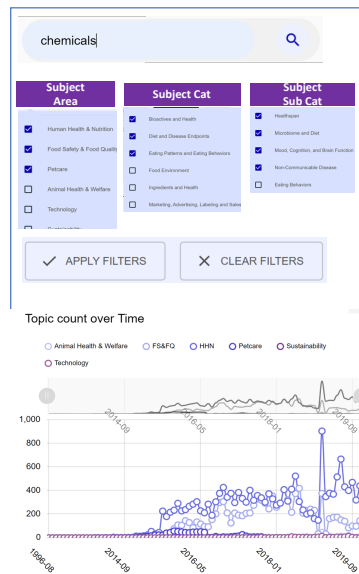 chemicals
Subject
Area
Human Health & Nutrition
Food Safety & Food Quality
Petcare
Animal Health & Welfare
Technology
Subject Cat
Bioactives and Health
Diet and Disease Endpoints
Eating Patterns and Eating Behaviors
Food Environment
Ingredients and Health
Marketing, Advertising, Labeling and Sales
Subject
Sub Cat
Healthspan
Microbiome and Diet
Mood, Cognition, and Brain Function
Non-Communicable Disease
Eating Behaviors
APPLY FILTERS
CLEAR FILTERS
Topic count over Time
Animal Health & Welfare FS&FQ HHN Petcare Sustainability
Technology
2014-09 2016-05 2018-01 2019-09
1,000
800
600
400
200
0
1996-08 2014-09 2016-05 2018-01 2019-09